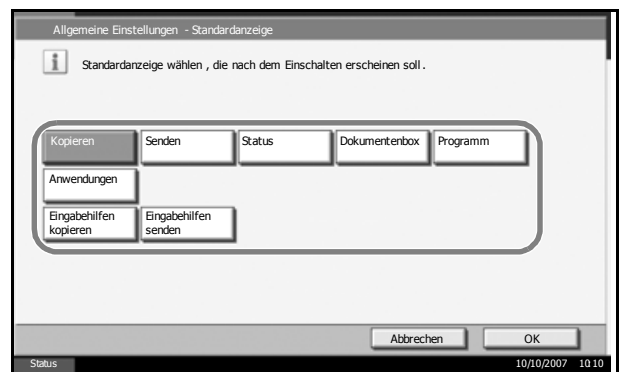 Allgemeine Einstellungen - Standardanzeige
i Standardanzeige wählen , die nach dem Einschalten erscheinen soll .
Kopieren Senden Status Dokumentenbox Programm
Anwendungen
Eingabehilfen kopieren
Eingabehilfen senden
Abbrechen OK
Status 10/10/2007 10:10